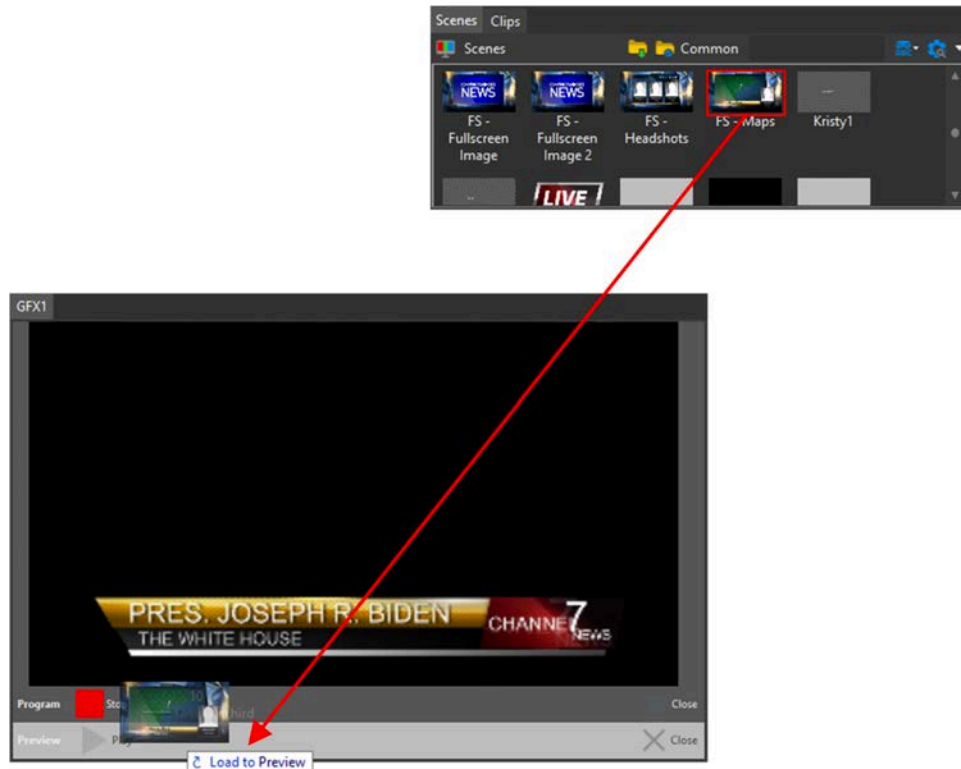 Scenes Clips
Scenes Common
NEWS NEWS
FS - Fullscreen Image
FS - Fullscreen Image 2
FS - Headshots
FS - Maps
Kristy1
LIVE
GFX1
PRES. JOSEPH R. BIDEN
THE WHITE HOUSE
CHANNEL 7
NEWS
Program
10
Close
Preview Play Close
Load to Preview